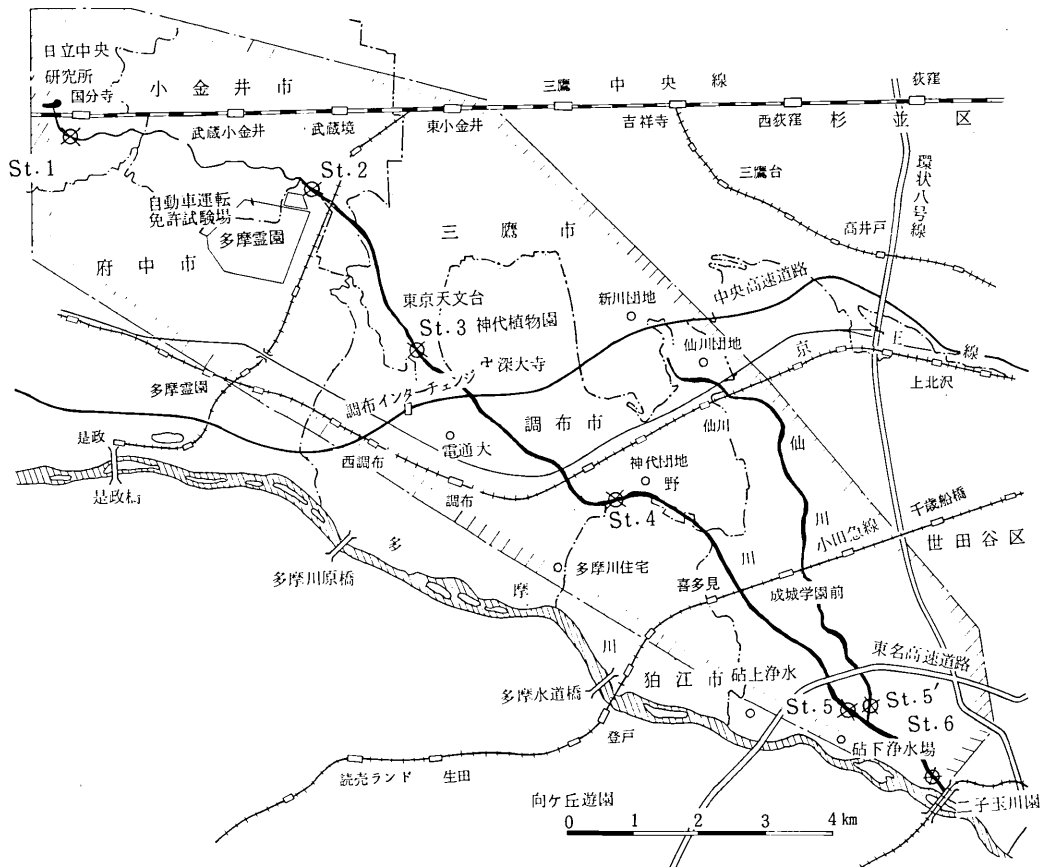 日立中央
研究所
国分寺
小金井市
三鷹 中央線
荻窪
武蔵小金井
武蔵境
東小金井
吉祥寺
西荻窪
杉並区
St.1
St.2
三鷹台
環状八号線
自動車運転
免許試験場
多摩霊園
三鷹市
高井戸
府中市
中央高速道路
東京天文台
新川団地
St.3
神代植物園
仙川団地
卍深大寺
京王線
多摩霊園
調布インターチェンジ
上北沢
調布市
仙川
是政
電通大
西調布
神代団地
仙川
野川
是政橋
調布
St.4
千歳船橋
小田急線
世田谷区
多摩川
多摩川原橋
多摩川住宅
喜多見
成城学園前
東名高速道路
狛江市
砧上浄水
多摩水道橋
St.5
St.5′
St.6
登戸
砧下浄水場
読売ランド
生田
向ケ丘遊園
二子玉川園
0 1 2 3 4 km